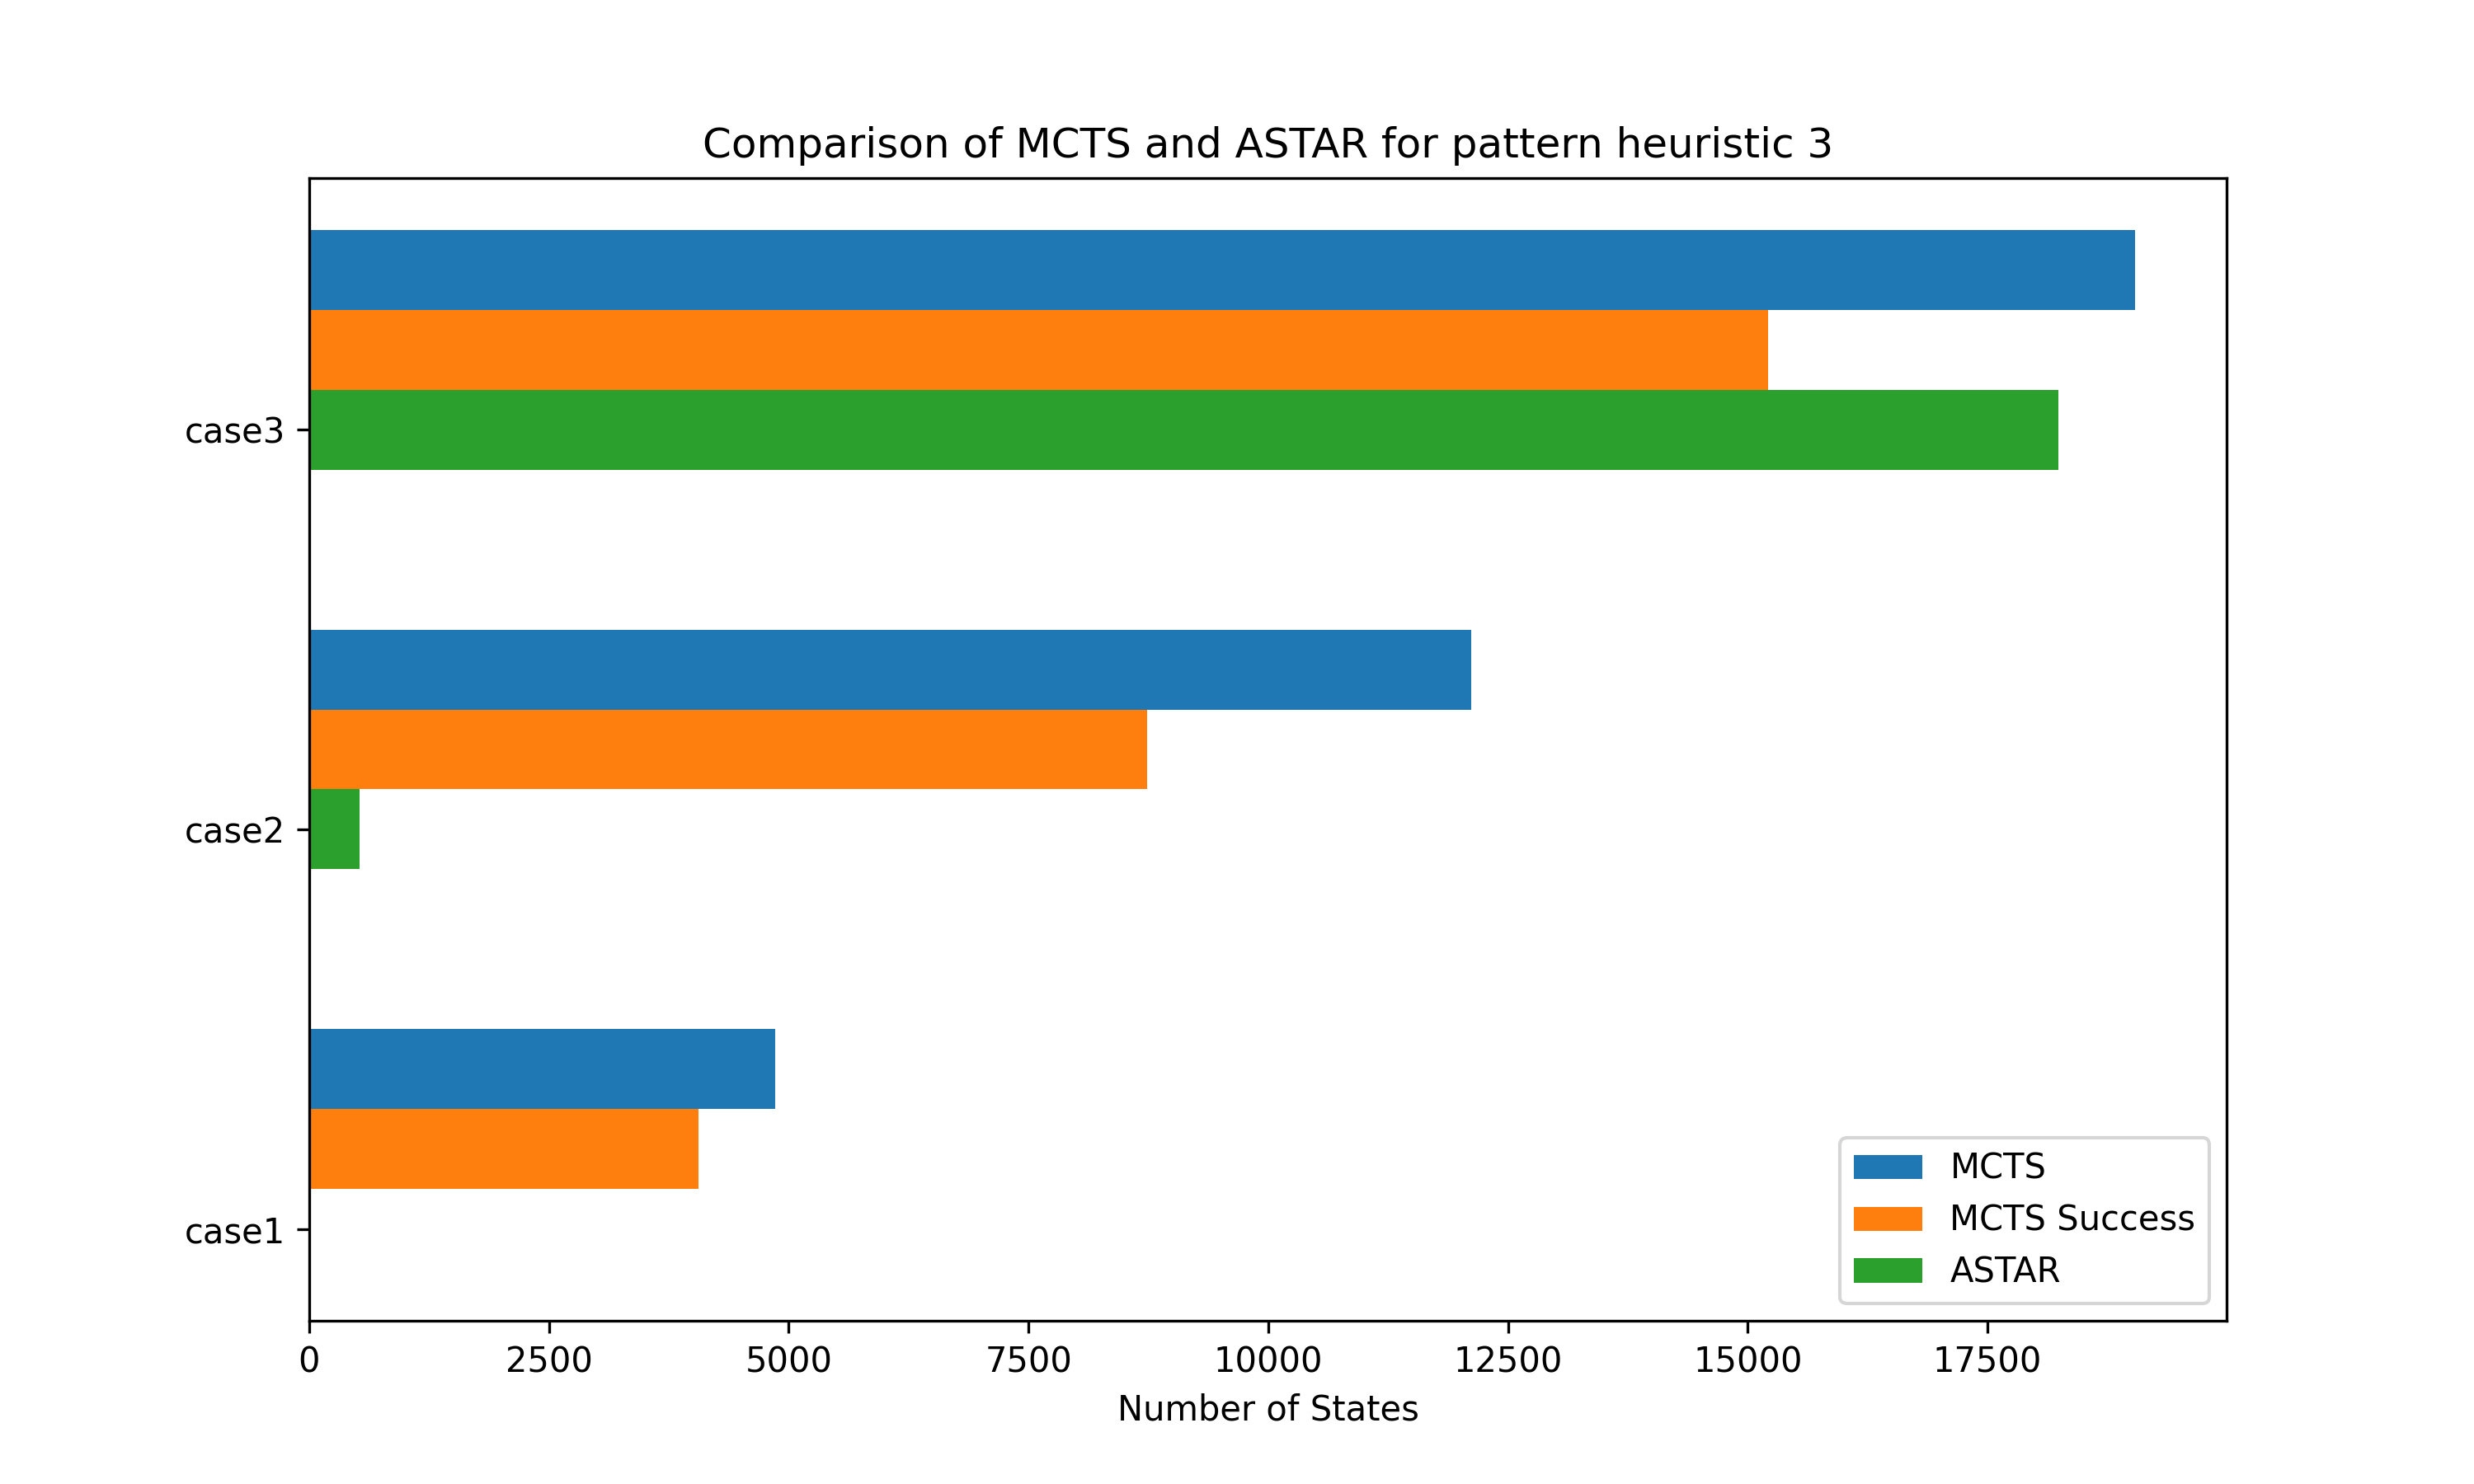 Comparison of MCTS and ASTAR for pattern heuristic 3
case3
case2
case1
MCTS
MCTS Success
ASTAR
0 2500 5000 7500 10000 12500 15000 17500
Number of States